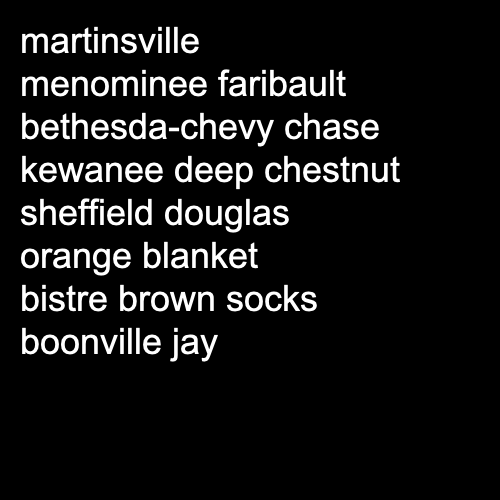 martinsville
menominee faribault
bethesda-chevy chase
kewanee deep chestnut
sheffield douglas
orange blanket
bistre brown socks
boonville jay